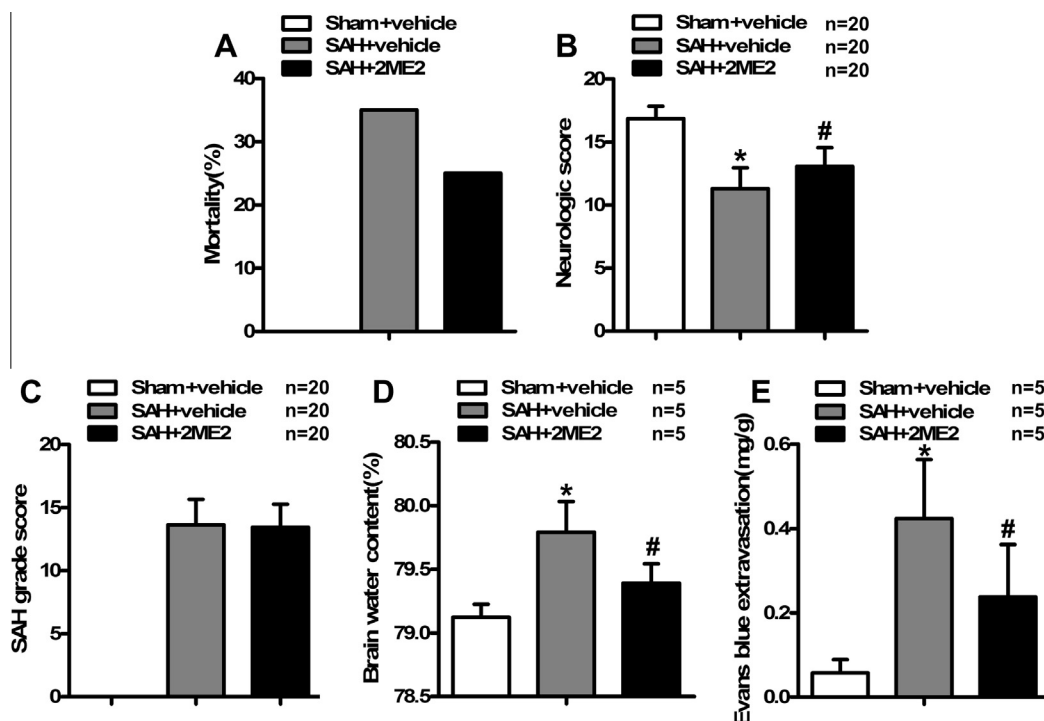 A
Sham+vehicle
SAH+vehicle
SAH+2ME2
Mortality(%)
40
30
20
10
0
B
Sham+vehicle n=20
SAH+vehicle n=20
SAH+2ME2 n=20
Neurologic score
20
15
10
5
0
*
#
C
Sham+vehicle n=20
SAH+vehicle n=20
SAH+2ME2 n=20
SAH grade score
20
15
10
5
0
D
Sham+vehicle n=5
SAH+vehicle n=5
SAH+2ME2 n=5
Brain water content(%)
80.5
80.0
79.5
79.0
78.5
*
#
E
Sham+vehicle n=5
SAH+vehicle n=5
SAH+2ME2 n=5
Evans blue extravasation(mg/g)
0.6
0.4
0.2
0.0
*
#